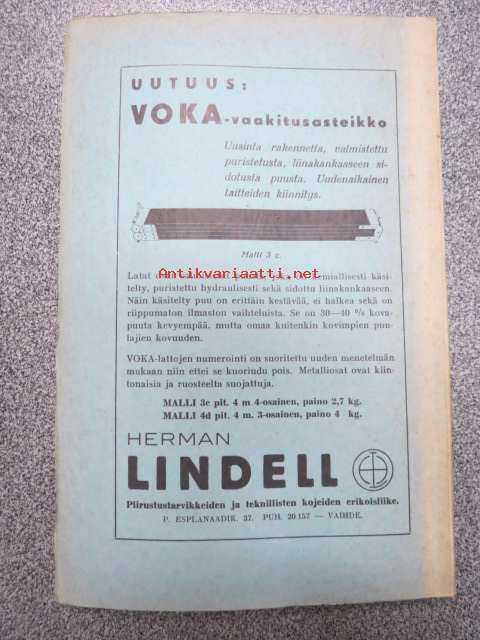 UUTUUS:
VOKA-vaakitusasteikko
Uusinta rakennetta, valmistettu
puristetusta, liinakankaaseen si-
dotusta puusta. Uudenaikainen
taitteiden kiinnitys.
Malli 3 c.
Antikvariaatti.net
Latat on kemiallisesti käsi-
telty, puristettu hydraulisesti sekä sidottu liinakankaaseen.
Näin käsitelty puu on erittäin kestävää, ei halkea sekä on
riippumaton ilmaston vaihteluista. Se on 30—40 % kova-
puuta kevyempää, mutta omaa kuitenkin kovimpien puu-
lajien kovuuden.
VOKA-lattojen numerointi on suoritettu uuden menetelmän
mukaan niin ettei se kuoriudu pois. Metalliosat ovat kiin-
tonaisia ja ruosteelta suojattuja.
MALLI 3c pit. 4 m 4-osainen, paino 2,7 kg.
MALLI 4d pit. 4 m. 3-osainen, paino 4 kg.
HERMAN
LINDELL
Piirustustarvikkeiden ja teknillisten kojeiden erikoisliike.
P. ESPLANAADIK. 37. PUH. 20 157 — VAIHDE.